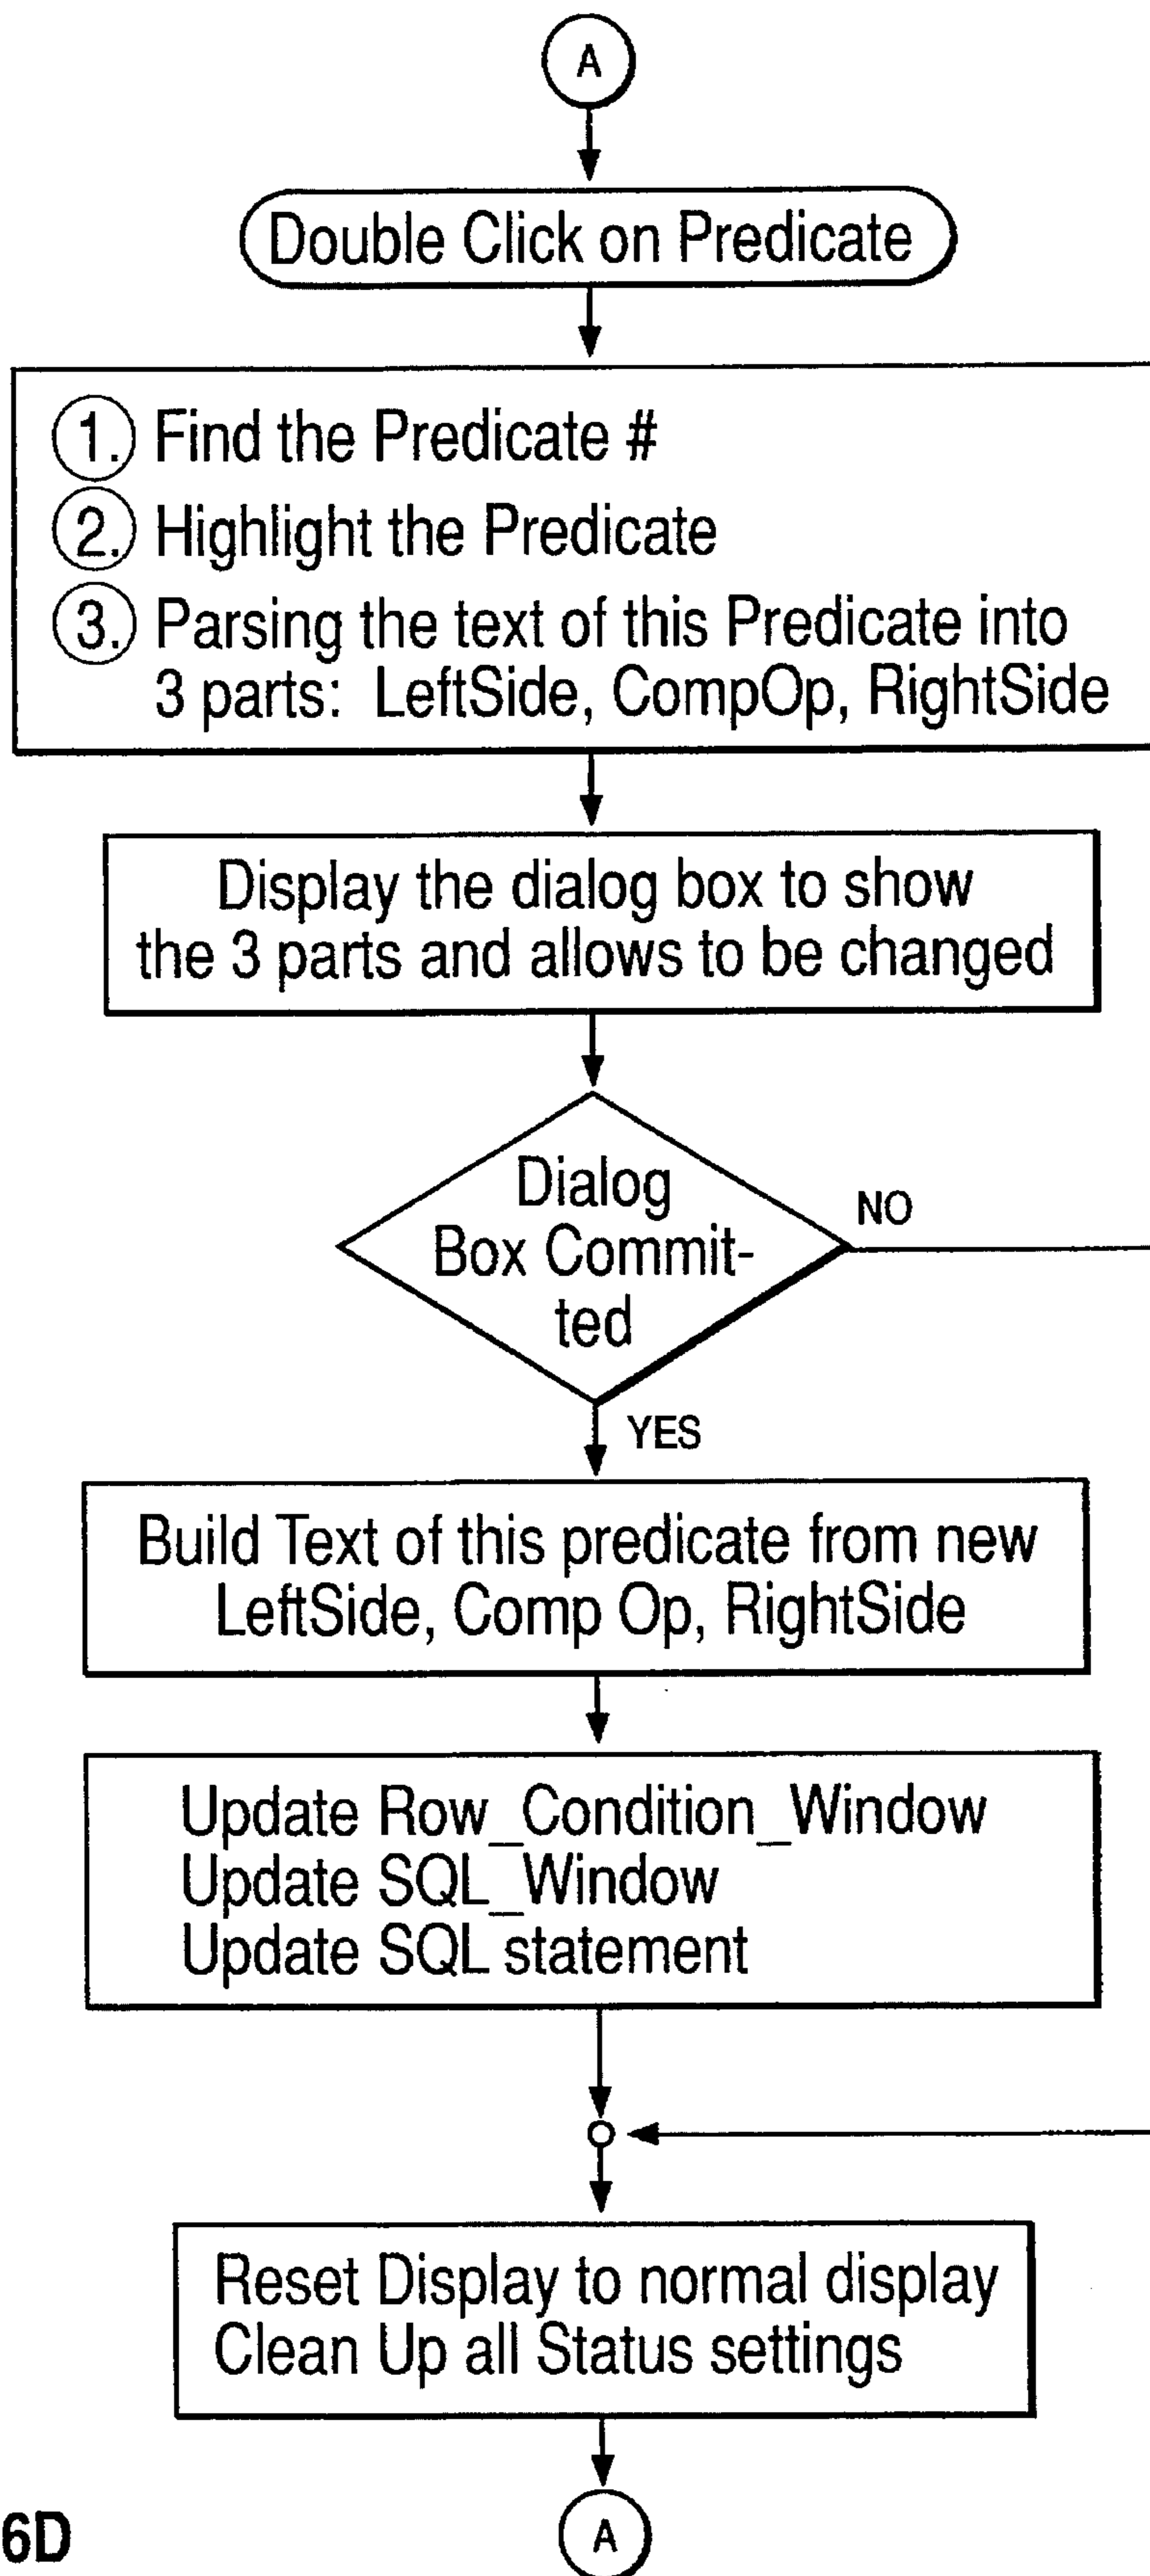 A
Double Click on Predicate
1. Find the Predicate #
2. Highlight the Predicate
3. Parsing the text of this Predicate into
3 parts: LeftSide, CompOp, RightSide
Display the dialog box to show
the 3 parts and allows to be changed
Dialog
Box Commit-
ted
NO
YES
Build Text of this predicate from new
LeftSide, Comp Op, RightSide
Update Row_Condition_Window
Update SQL_Window
Update SQL statement
Reset Display to normal display
Clean Up all Status settings
A
6D